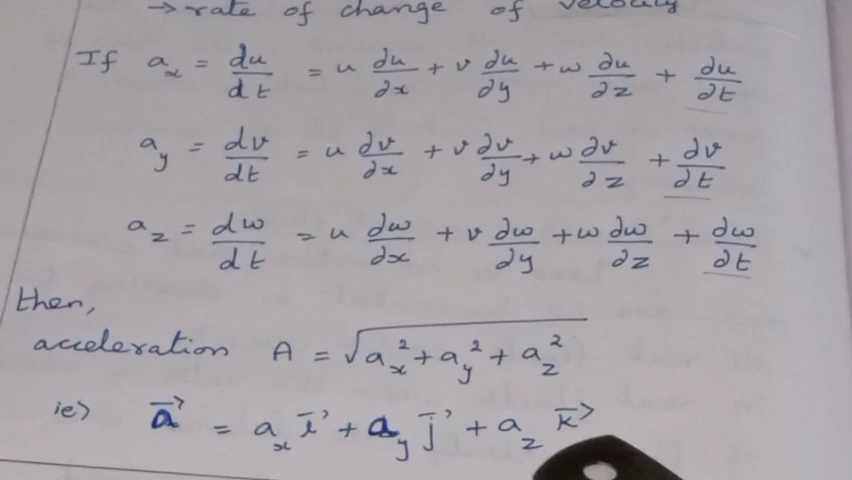 → rate of change of velocity
If aₓ = du/dt = u ∂u/∂x + v ∂u/∂y + w ∂u/∂z + ∂u/∂t
a_y = dv/dt = u ∂v/∂x + v ∂v/∂y + w ∂v/∂z + ∂v/∂t
a_z = dw/dt = u ∂w/∂x + v ∂w/∂y + w ∂w/∂z + ∂w/∂t
then,
acceleration A = √(aₓ² + a_y² + a_z²)
ie) a⃗ = aₓ i⃗ + a_y j⃗ + a_z k⃗